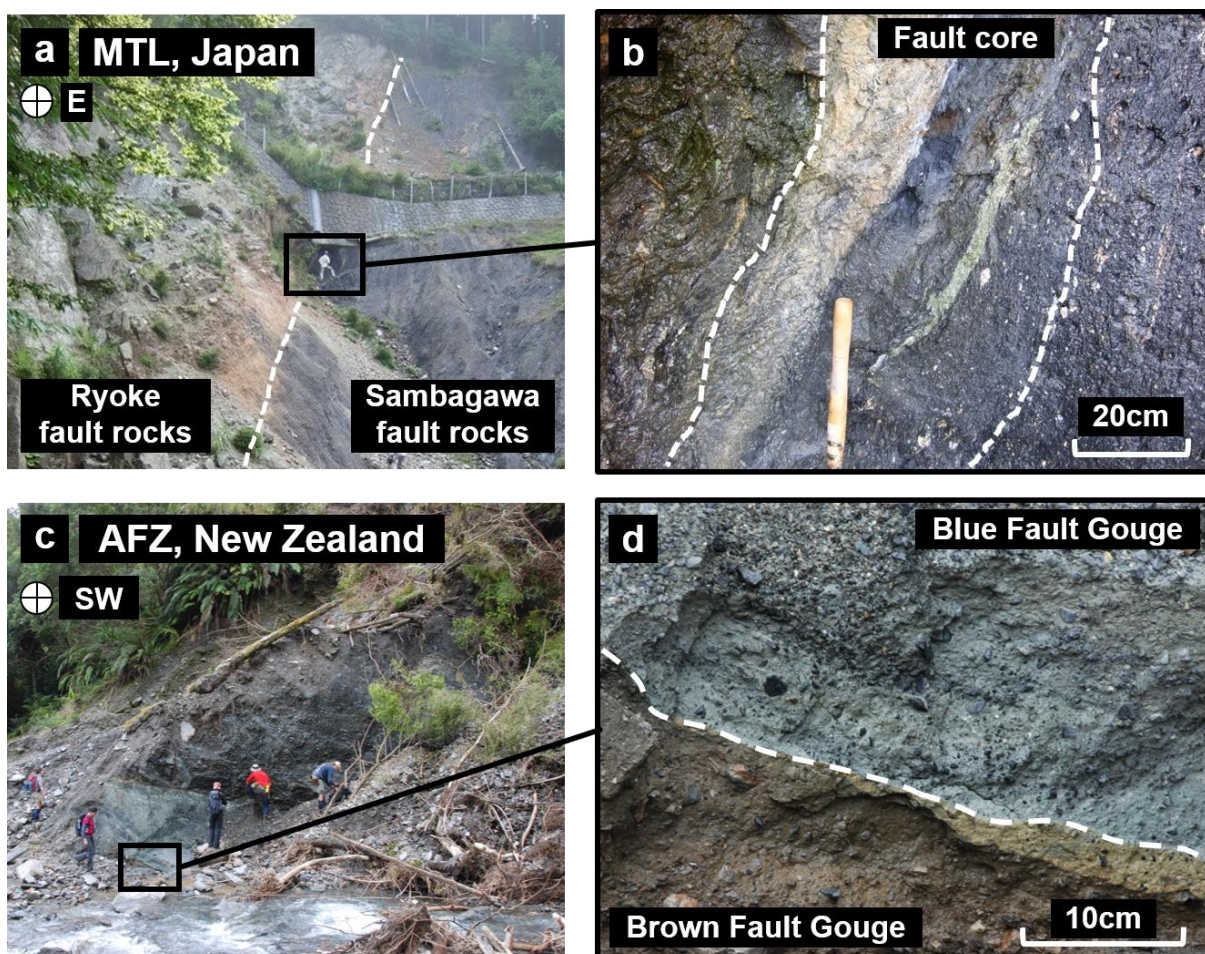 a
MTL, Japan
E
Ryoke
fault rocks
Sambagawa
fault rocks
b
Fault core
20cm
c
AFZ, New Zealand
SW
d
Blue Fault Gouge
Brown Fault Gouge
10cm